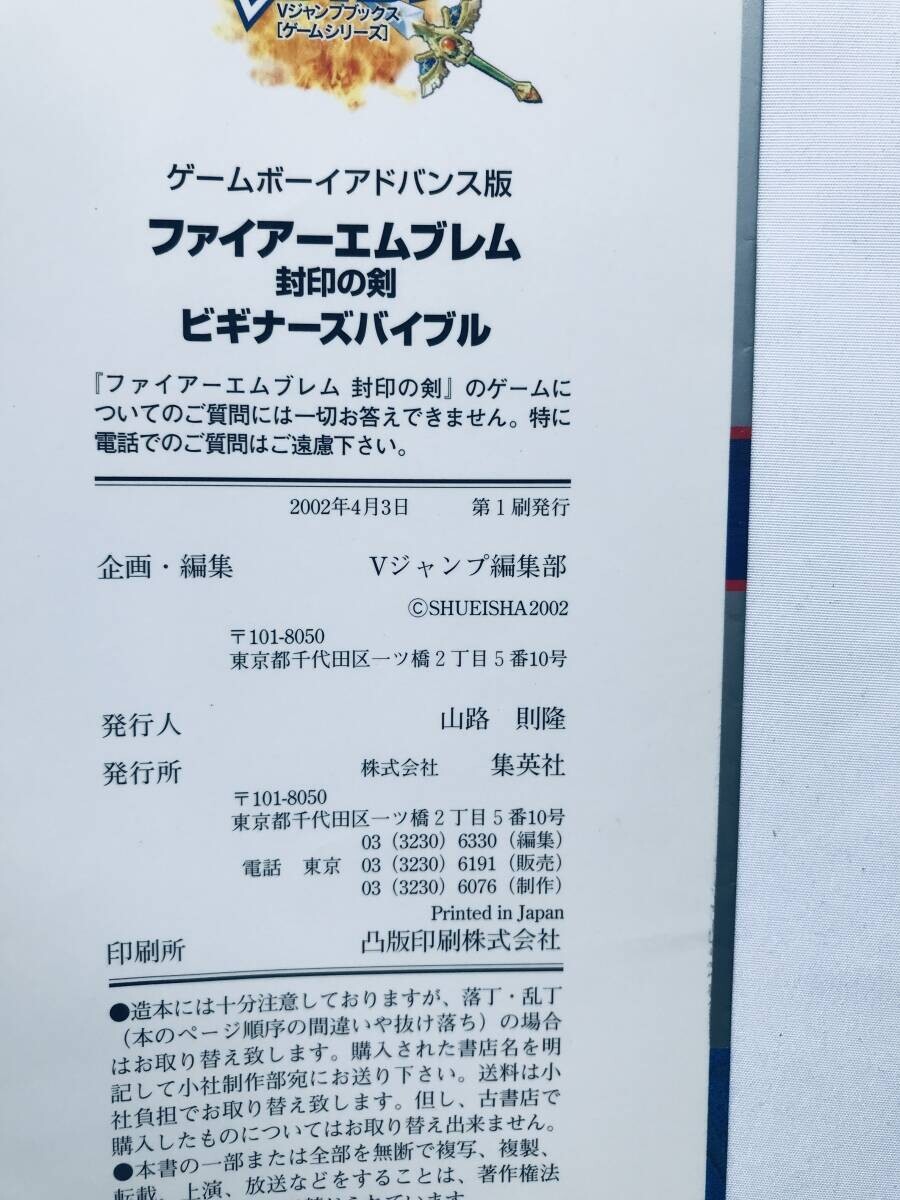 Vジャンプブックス
[ゲームシリーズ]
ゲームボーイアドバンス版
ファイアーエムブレム
封印の剣
ビギナーズバイブル
『ファイアーエムブレム 封印の剣』のゲームに
ついてのご質問には一切お答えできません。特に
電話でのご質問はご遠慮下さい。
2002年4月3日 第1刷発行
企画・編集 Vジャンプ編集部
©SHUEISHA2002
〒101-8050
東京都千代田区一ツ橋2丁目5番10号
発行人 山路 則隆
発行所 株式会社 集英社
〒101-8050
東京都千代田区一ツ橋2丁目5番10号
03 (3230) 6330 (編集)
電話 東京 03 (3230) 6191 (販売)
03 (3230) 6076 (制作)
Printed in Japan
印刷所 凸版印刷株式会社
●造本には十分注意しておりますが、落丁・乱丁
(本のページ順序の間違いや抜け落ち)の場合
はお取り替え致します。購入された書店名を明
記して小社制作部宛にお送り下さい。送料は小
社負担でお取り替え致します。但し、古書店で
購入したものについてはお取り替え出来ません。
●本書の一部または全部を無断で複写、複製、
転載、上演、放送などをすることは、著作権法